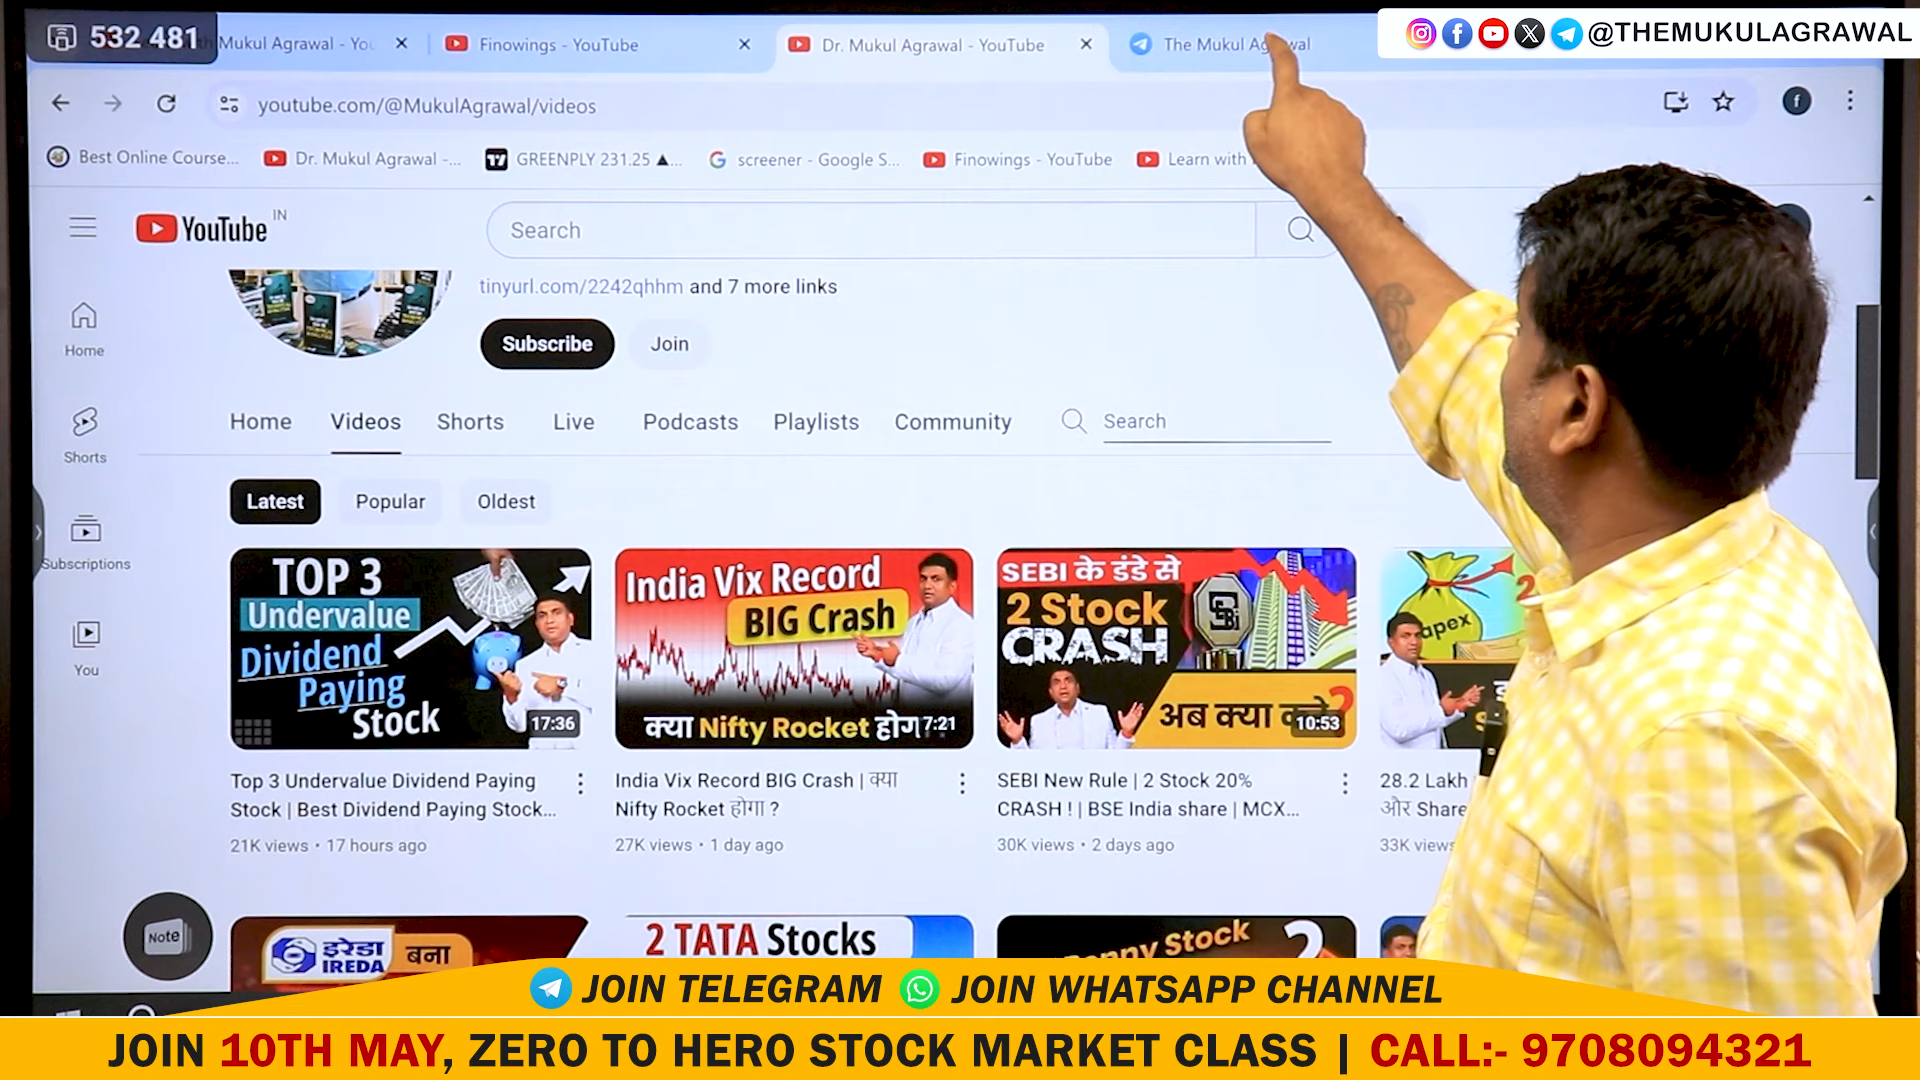 532 481
Mukul Agrawal - You
Finowings - YouTube
Dr. Mukul Agrawal - YouTube
The Mukul Agrawal
@THEMUKULAGRAWAL
youtube.com/@MukulAgrawal/videos
f
Best Online Course...
Dr. Mukul Agrawal -...
GREENPLY 231.25 ▲...
screener - Google S...
Finowings - YouTube
Learn with
YouTube IN
Search
tinyurl.com/2242qhhm and 7 more links
Subscribe
Join
Home
Shorts
Subscriptions
You
Home
Videos
Shorts
Live
Podcasts
Playlists
Community
Search
Latest
Popular
Oldest
TOP 3
Undervalue
Dividend
Paying
Stock
17:36
India Vix Record
BIG Crash
क्या Nifty Rocket
7:21
SEBI के डंडे से
2 Stock
CRASH
SEBI
अब क्या
10:53
apex
Top 3 Undervalue Dividend Paying
Stock | Best Dividend Paying Stock...
21K views • 17 hours ago
India Vix Record BIG Crash | क्या
Nifty Rocket होगा ?
27K views • 1 day ago
SEBI New Rule | 2 Stock 20%
CRASH ! | BSE India share | MCX...
30K views • 2 days ago
28.2 Lakh
और Share
33K views
Note
इरेडा
IREDA
बना
2 TATA Stocks
Penny Stock
2
JOIN TELEGRAM
JOIN WHATSAPP CHANNEL
JOIN 10TH MAY, ZERO TO HERO STOCK MARKET CLASS | CALL:- 9708094321